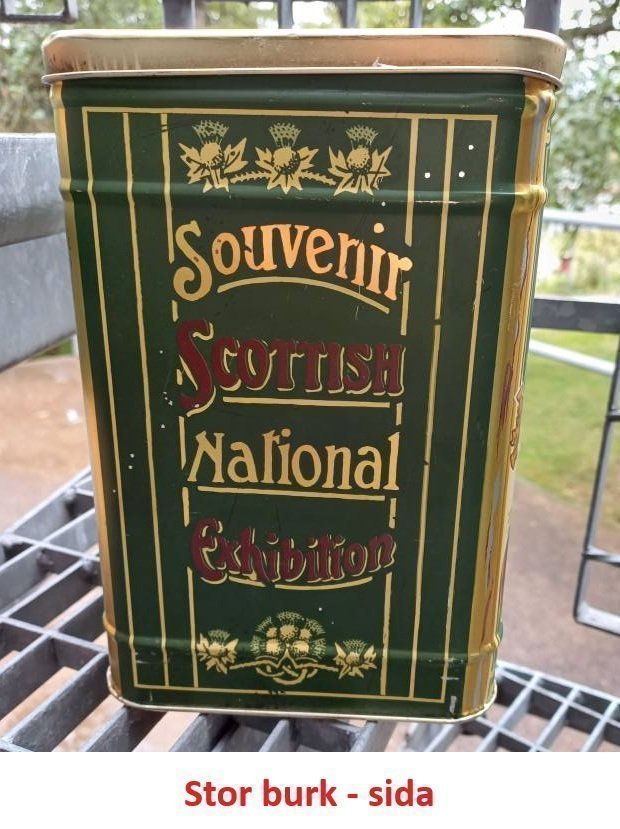 Souvenir
SCOTTISH
National
Exhibition
Stor burk - sida